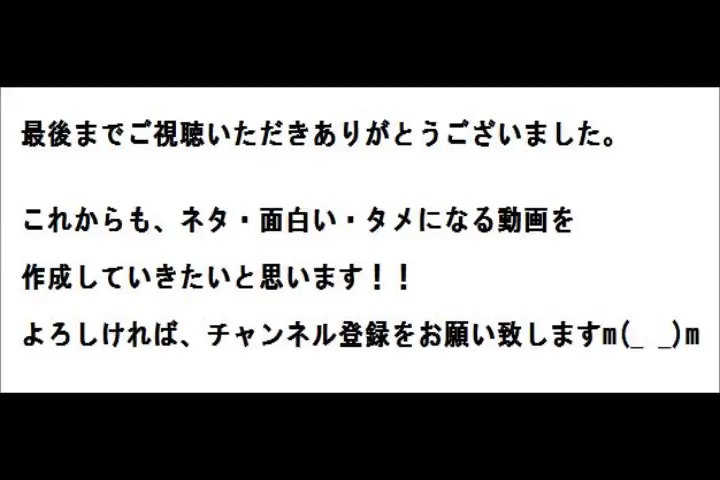 最後までご視聴いただきありがとうございました。
これからも、ネタ・面白い・タメになる動画を
作成していきたいと思います！！
よろしければ、チャンネル登録をお願い致しますm(_ _)m